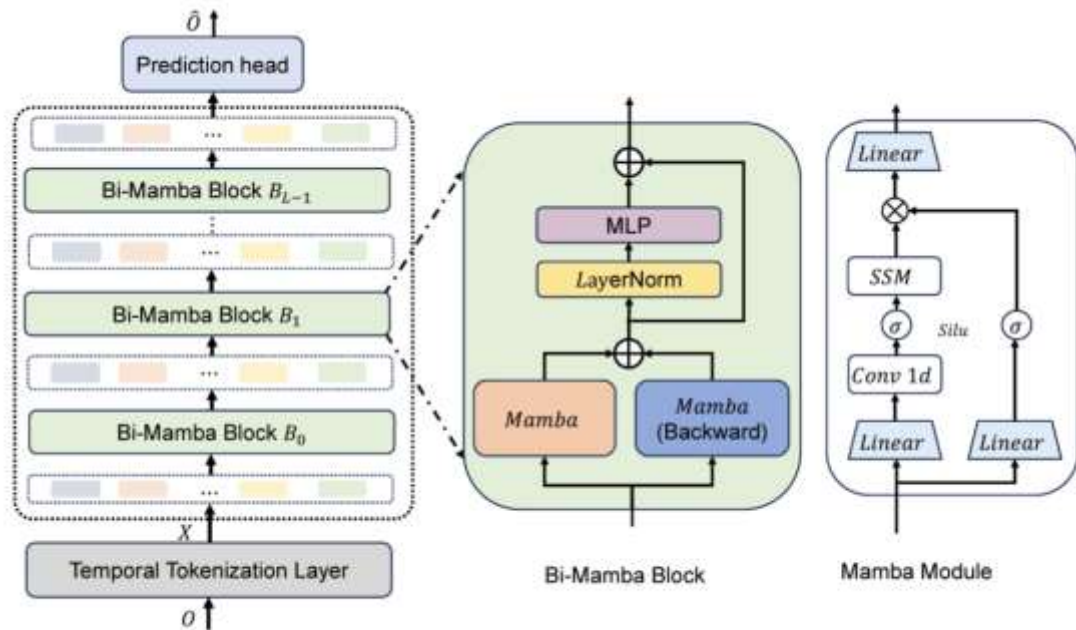 Ô
Prediction head
...
Bi-Mamba Block B_{L−1}
...
Bi-Mamba Block B_1
...
Bi-Mamba Block B_0
...
X
Temporal Tokenization Layer
O
MLP
LayerNorm
Mamba
Mamba
(Backward)
Bi-Mamba Block
Linear
SSM
σ
Silu
σ
Conv 1d
Linear
Linear
Mamba Module